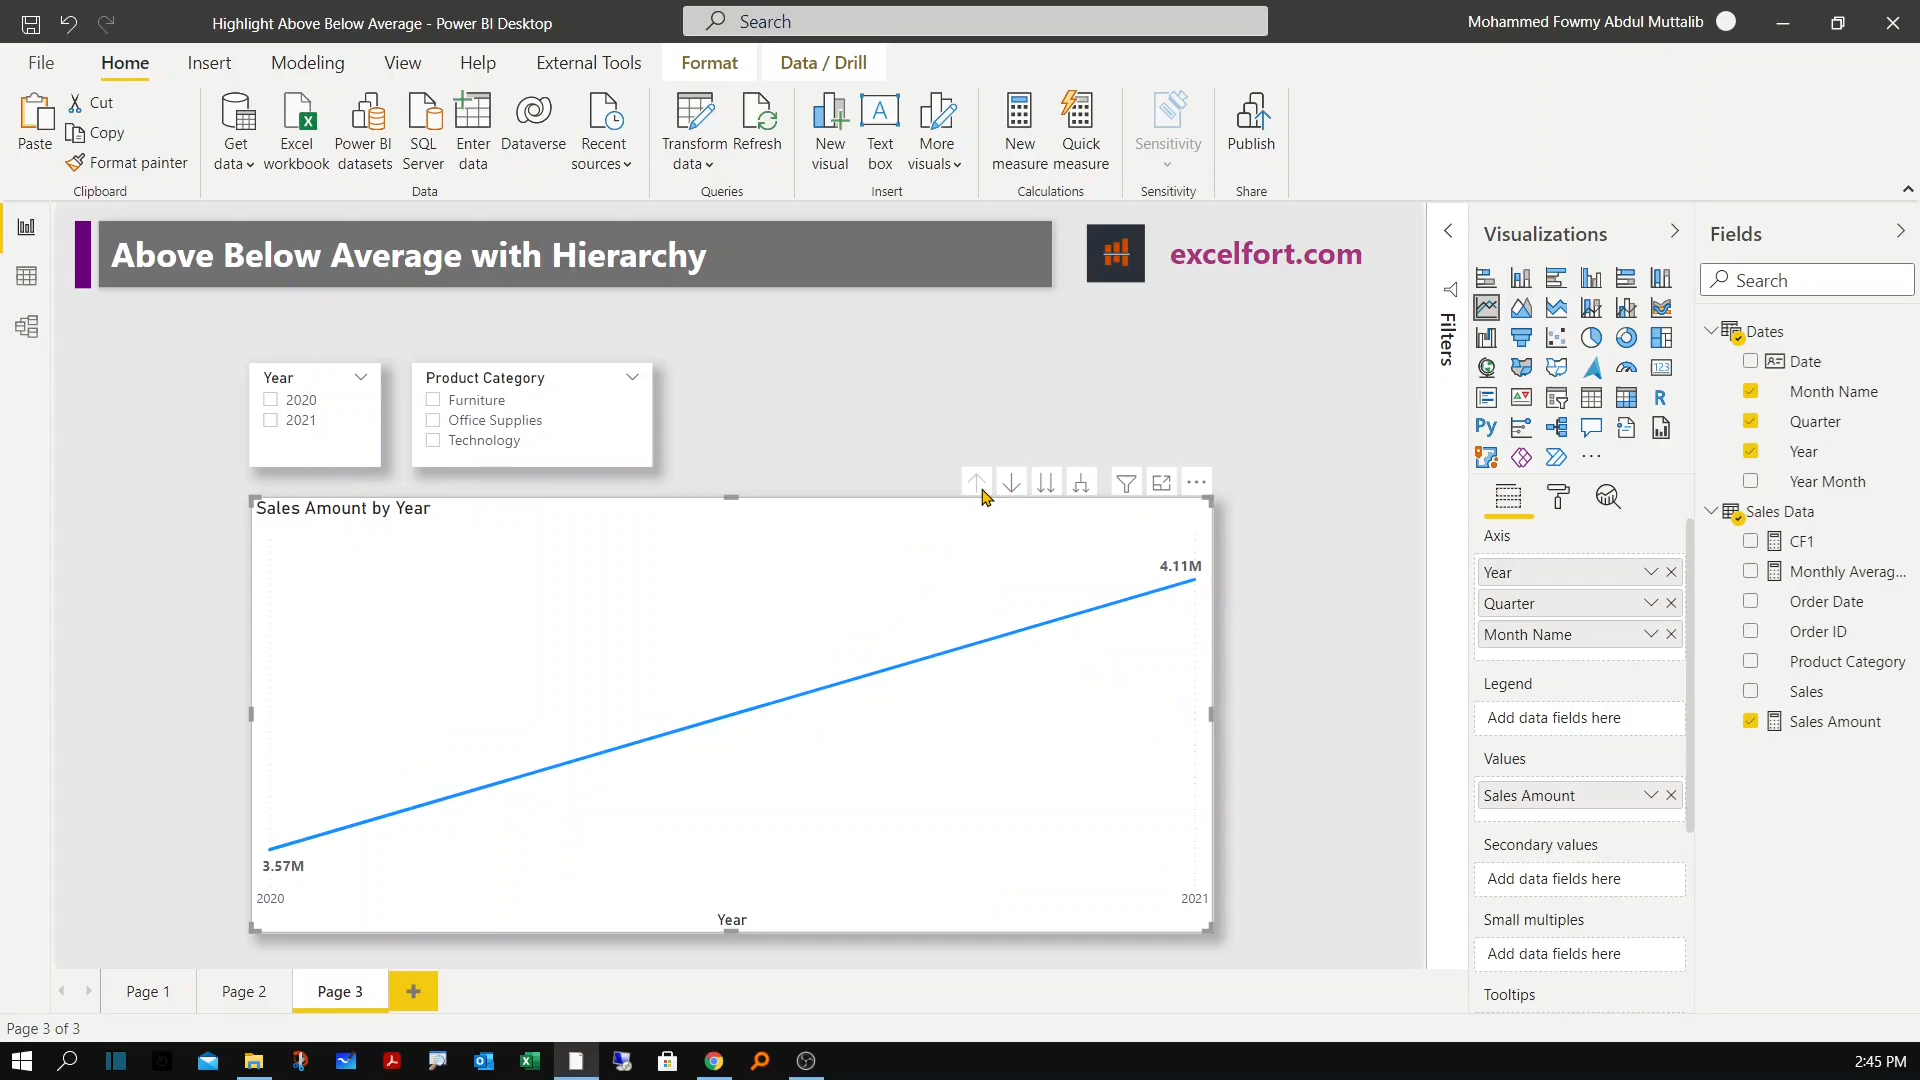 Highlight Above Below Average - Power BI Desktop
Search
Mohammed Fowmy Abdul Muttalib
File
Home
Insert
Modeling
View
Help
External Tools
Format
Data / Drill
Paste
Cut
Copy
Format painter
Clipboard
Get data
Excel workbook
Power BI datasets
SQL Server
Enter data
Dataverse
Recent sources
Data
Transform data
Refresh
Queries
New visual
Text box
More visuals
Insert
New measure
Quick measure
Calculations
Sensitivity
Sensitivity
Publish
Share
Above Below Average with Hierarchy
excelfort.com
Year
2020
2021
Product Category
Furniture
Office Supplies
Technology
Sales Amount by Year
4.11M
3.57M
2020
2021
Year
Filters
Visualizations
Axis
Year
Quarter
Month Name
Legend
Add data fields here
Values
Sales Amount
Secondary values
Add data fields here
Small multiples
Add data fields here
Tooltips
Fields
Search
Dates
Date
Month Name
Quarter
Year
Year Month
Sales Data
CF1
Monthly Averag...
Order Date
Order ID
Product Category
Sales
Sales Amount
Page 1
Page 2
Page 3
Page 3 of 3
2:45 PM